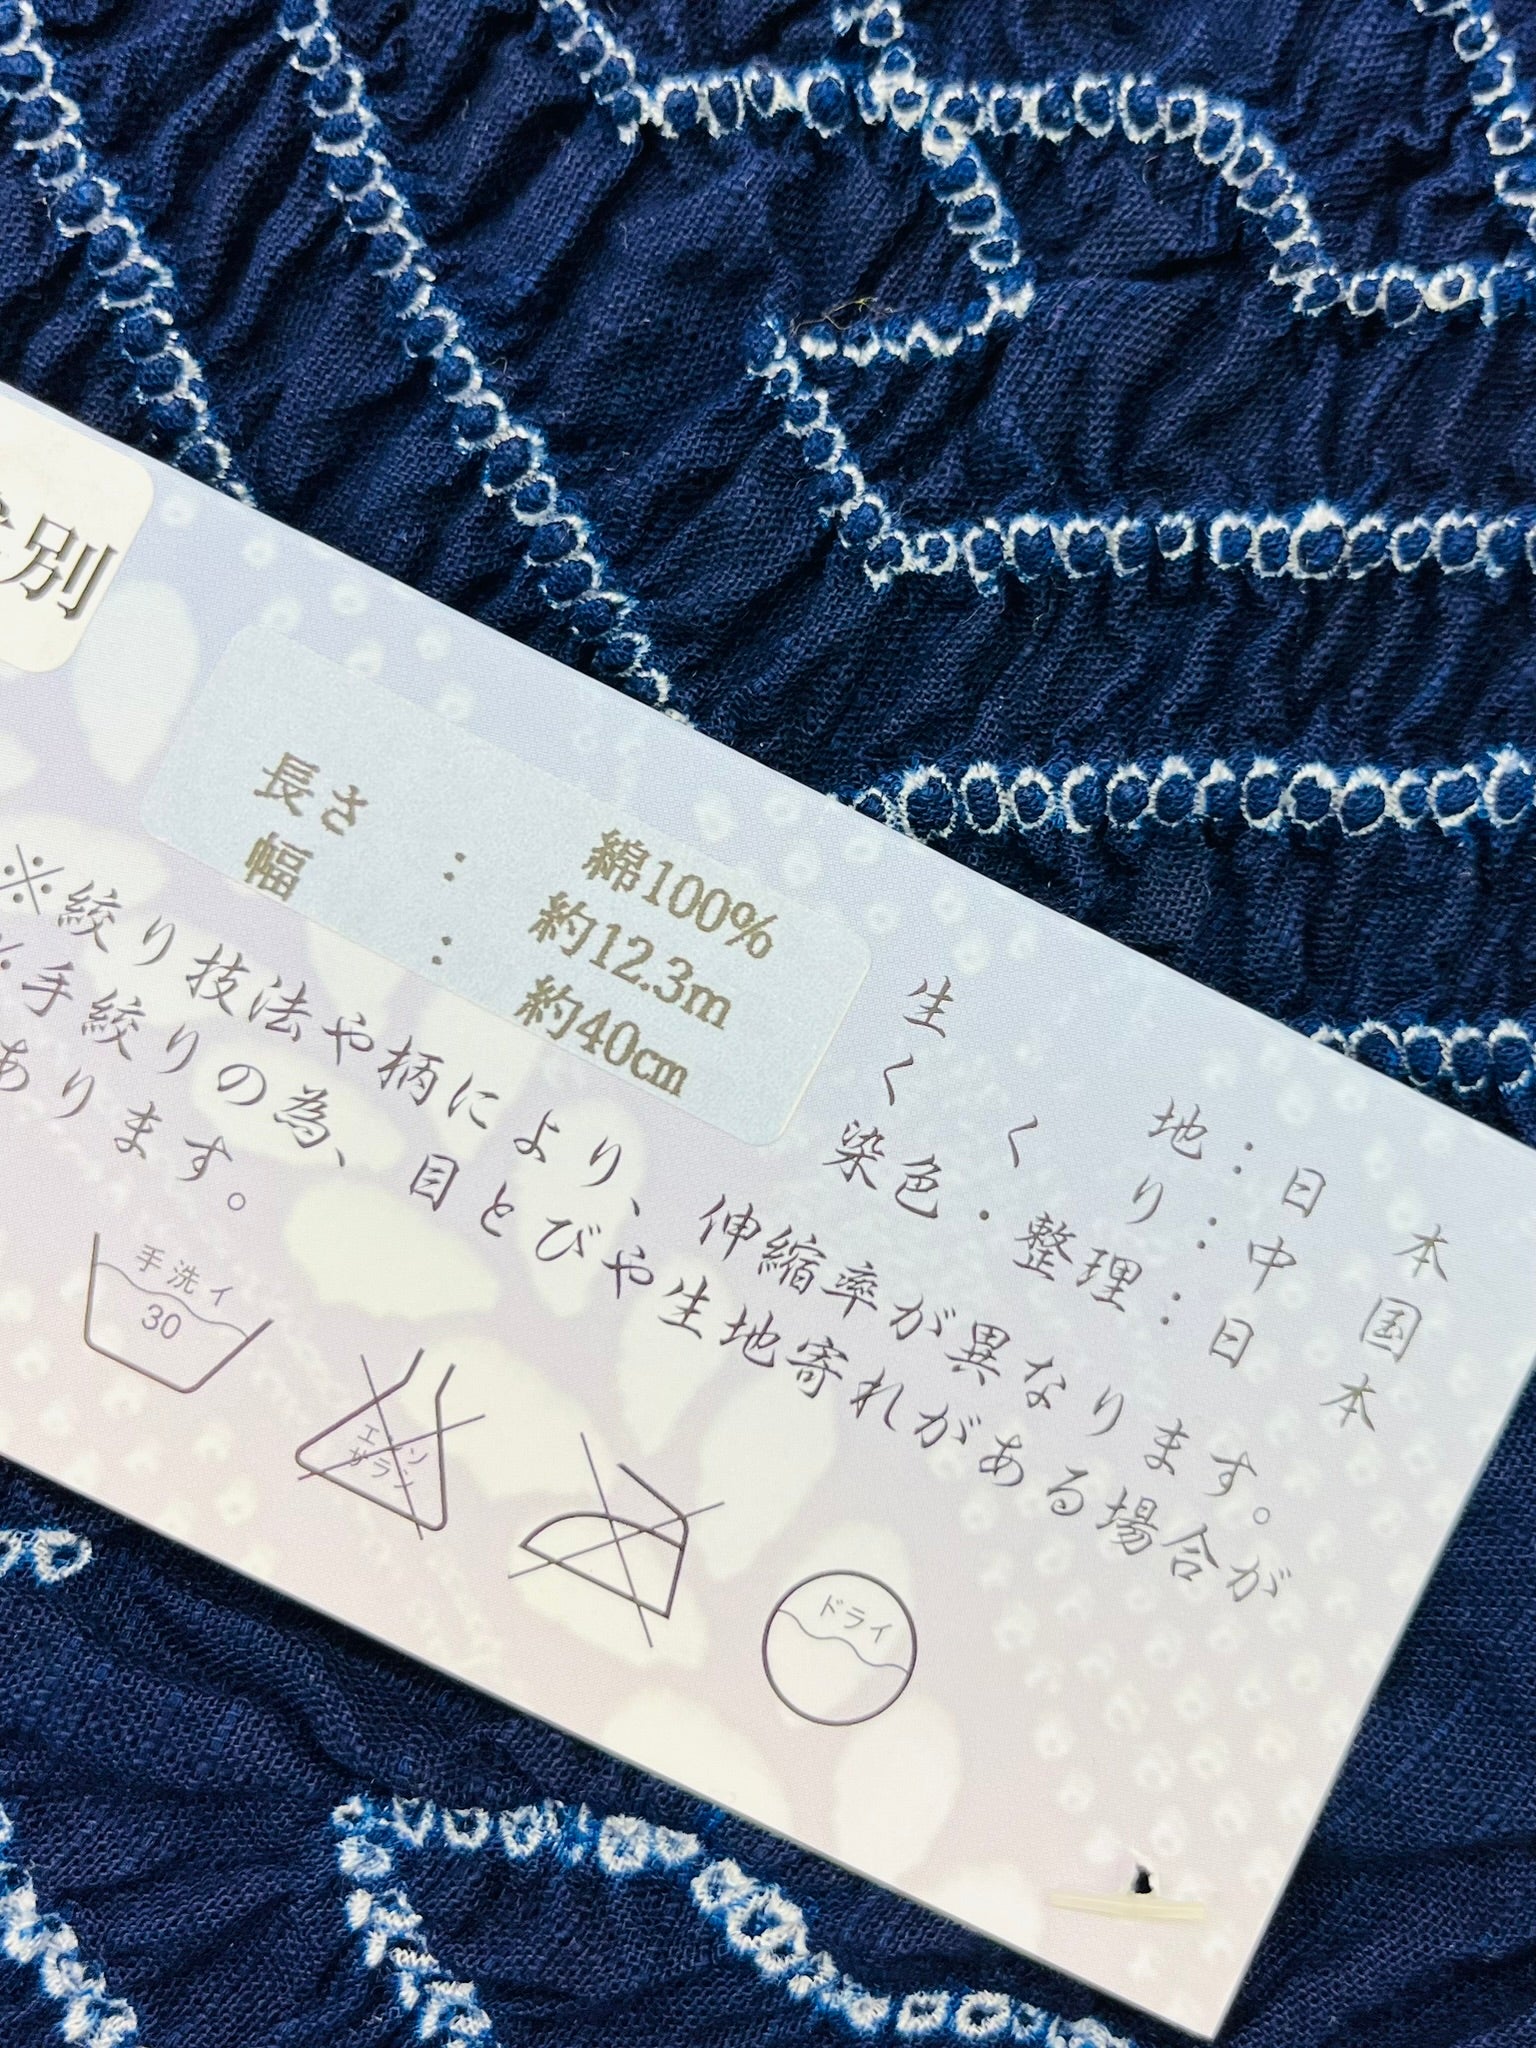 別
綿100%
長さ : 約12.3m
幅 : 約40cm
生地:日本
くくり:中国
染色・整理:日本
※絞り技法や柄により、伸縮率が異なります。
※手絞りの為、目とびや生地寄れがある場合が
あります。
手洗イ
30
エンソ
サラシ
ドライ